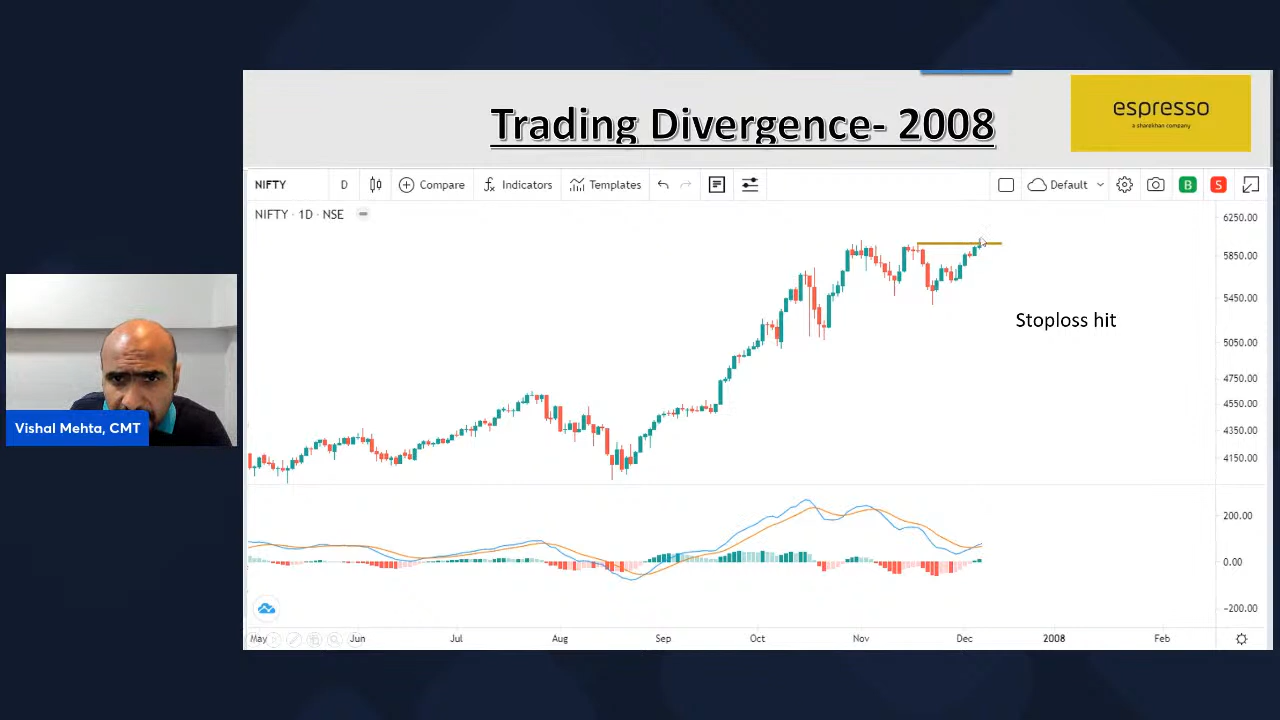 Trading Divergence- 2008
espresso
a sharekhan company
NIFTY D Compare Indicators Templates Default B S
NIFTY · 1D · NSE
6250.00
5850.00
5450.00
5050.00
4750.00
4550.00
4350.00
4150.00
Stoploss hit
Vishal Mehta, CMT
200.00
0.00
−200.00
May Jun Jul Aug Sep Oct Nov Dec 2008 Feb